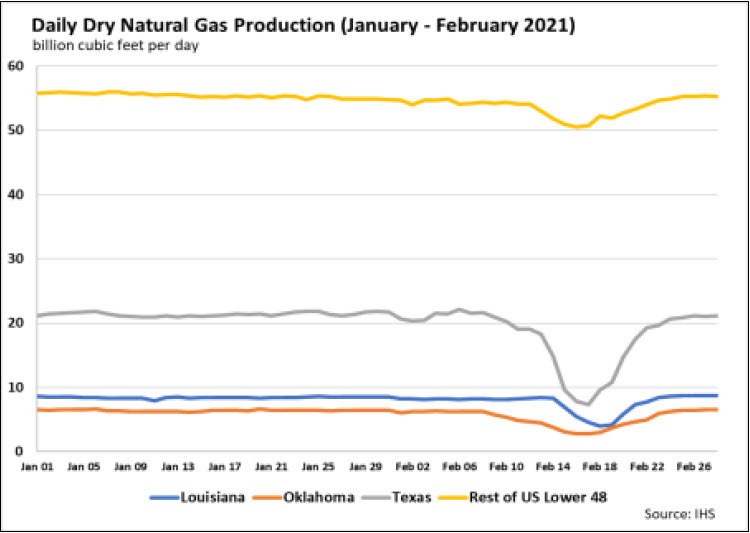 Daily Dry Natural Gas Production (January - February 2021)
billion cubic feet per day
60
50
40
30
20
10
0
Jan 01 Jan 05 Jan 09 Jan 13 Jan 17 Jan 21 Jan 25 Jan 29 Feb 02 Feb 06 Feb 10 Feb 14 Feb 18 Feb 22 Feb 26
Louisiana Oklahoma Texas Rest of US Lower 48
Source: IHS